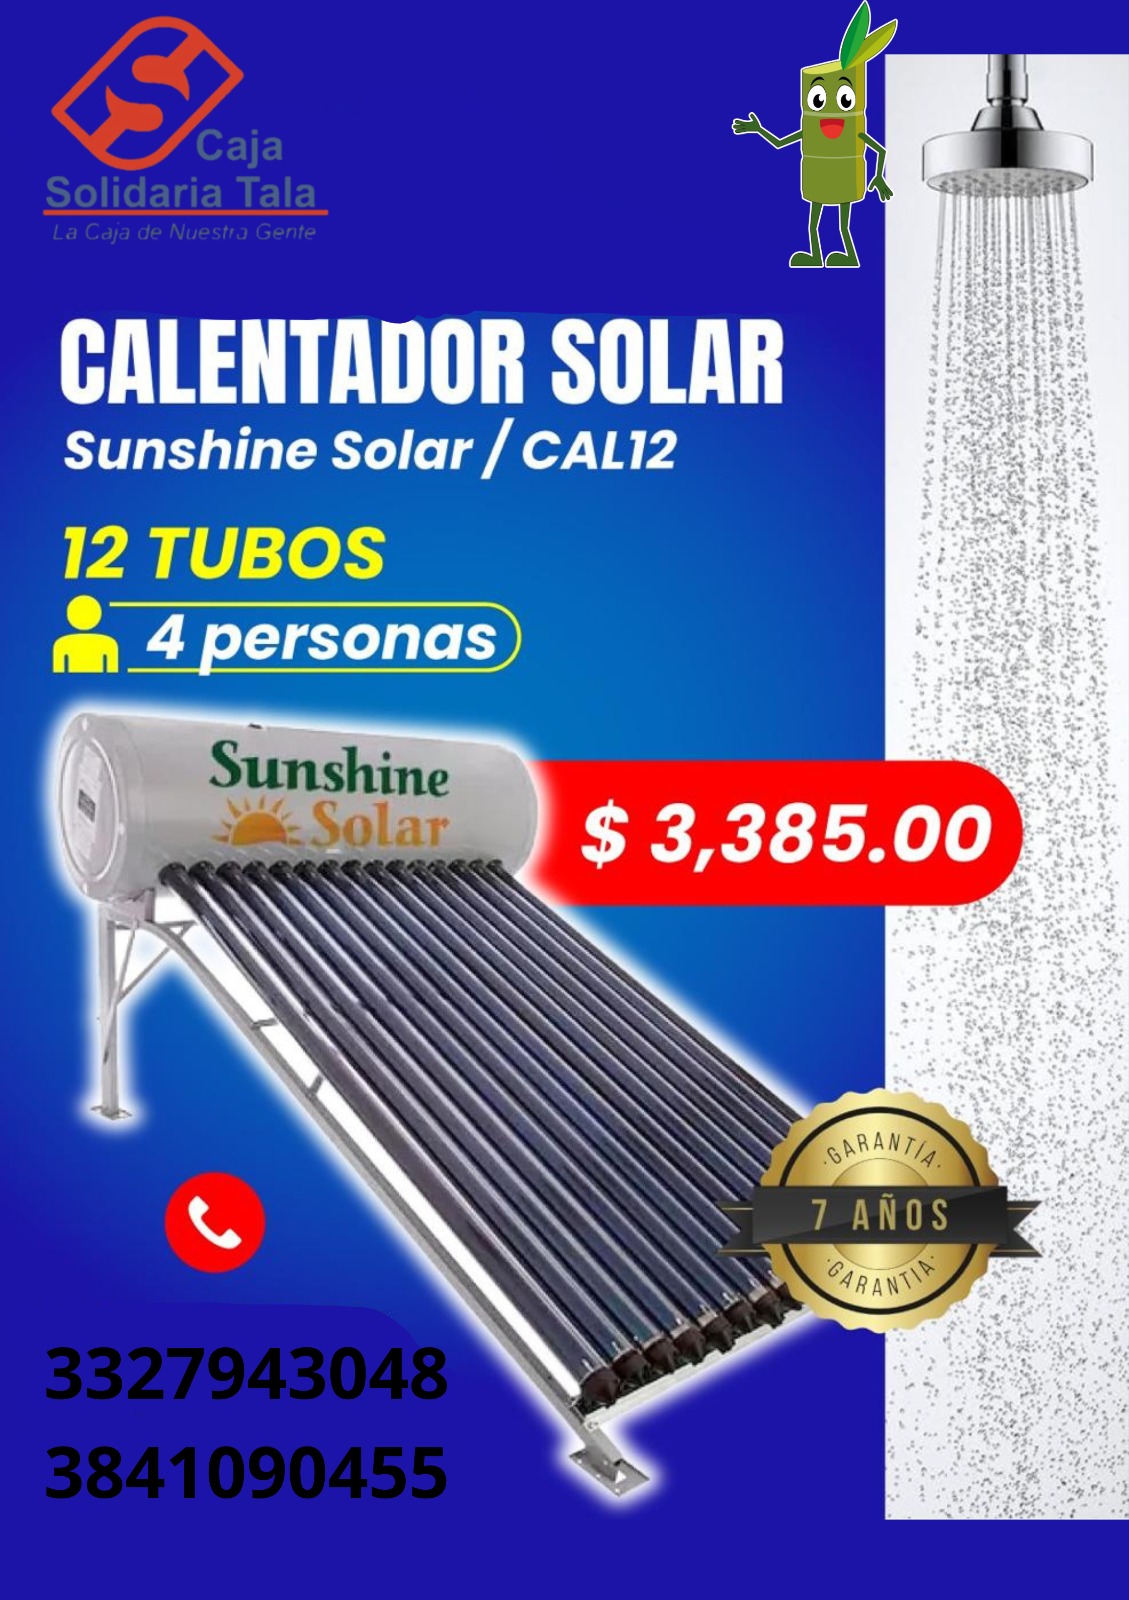 Caja
Solidaria Tala
La Caja de Nuestra Gente
CALENTADOR SOLAR
Sunshine Solar / CAL12
12 TUBOS
4 personas
Sunshine
Solar
$ 3,385.00
GARANTÍA
7 AÑOS
GARANTIA
3327943048
3841090455